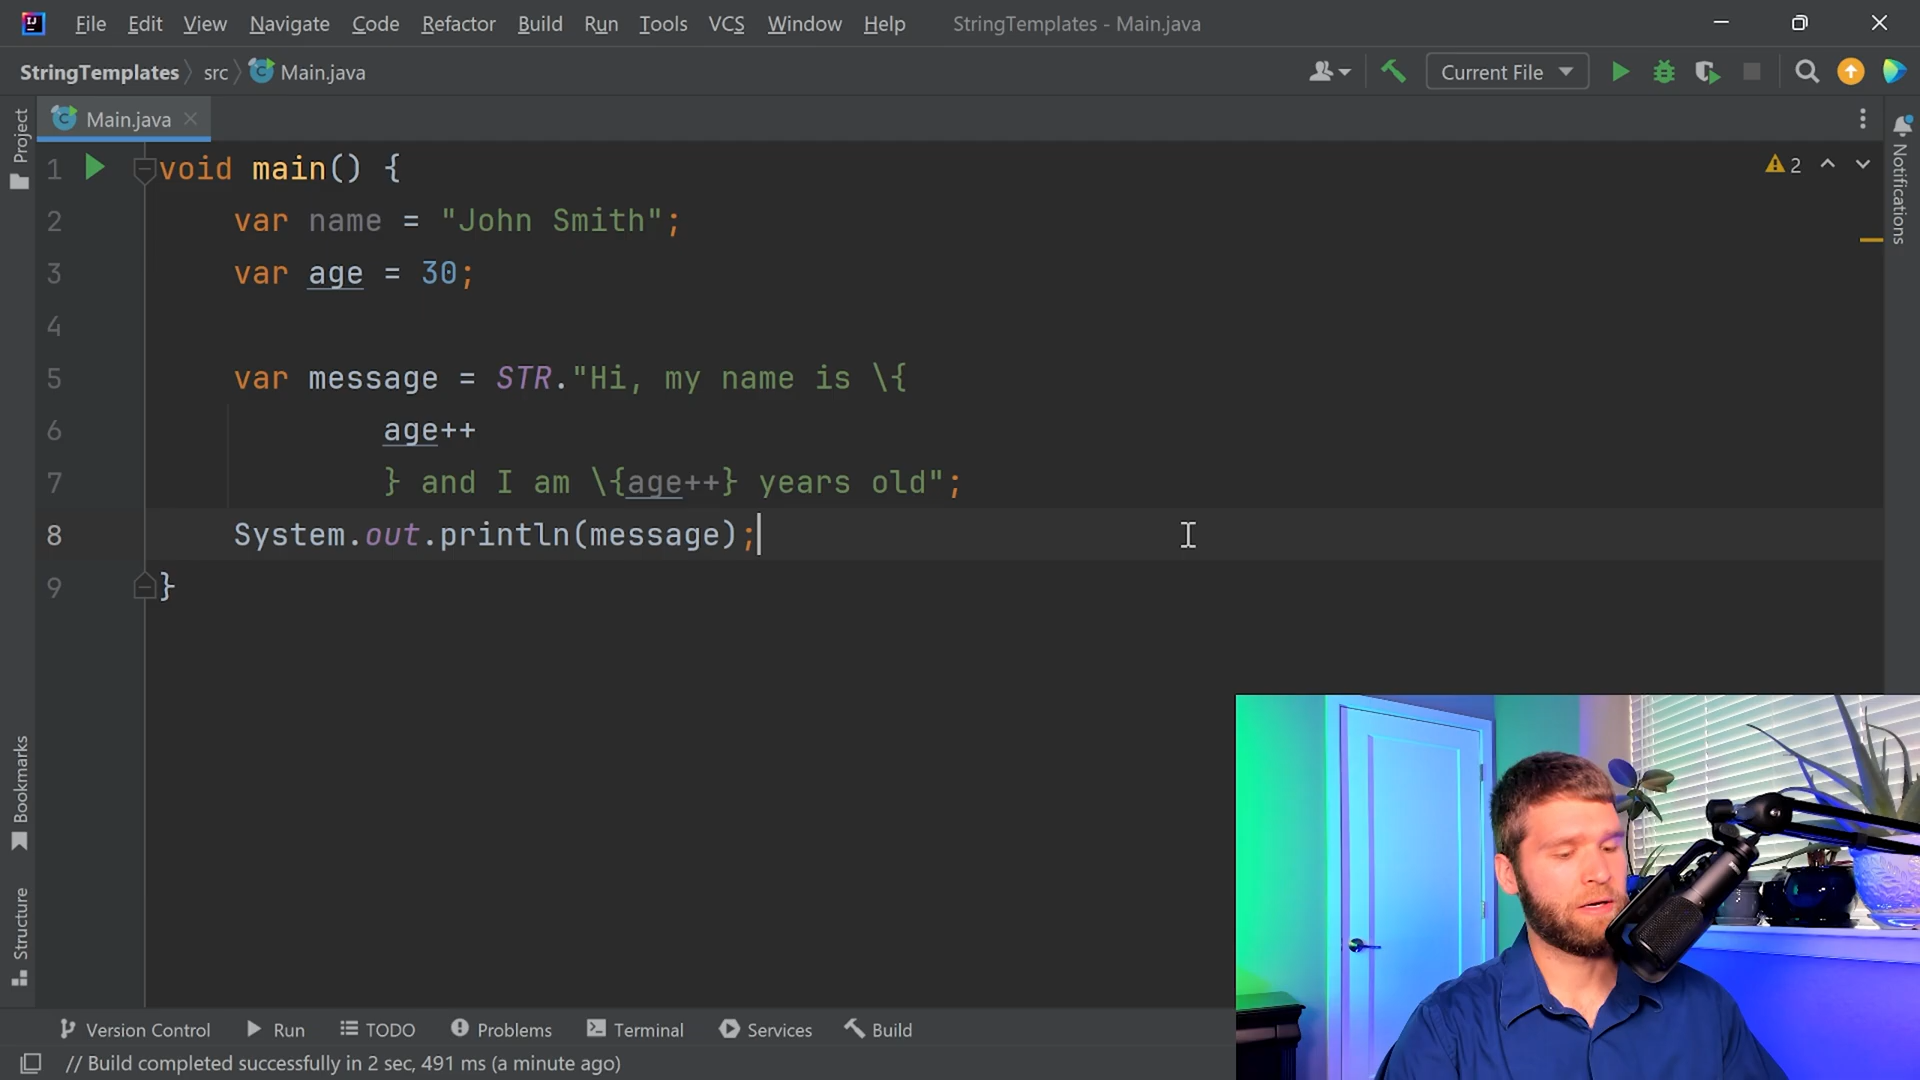 File Edit View Navigate Code Refactor Build Run Tools VCS Window Help StringTemplates - Main.java
StringTemplates src Main.java Current File
Project
Main.java
Notifications
2
1 void main() {
2 var name = "John Smith";
3 var age = 30;
4
5 var message = STR."Hi, my name is \{
6 age++
7 } and I am \{age++} years old";
8 System.out.println(message);
9 }
Bookmarks
Structure
Version Control Run TODO Problems Terminal Services Build
// Build completed successfully in 2 sec, 491 ms (a minute ago)